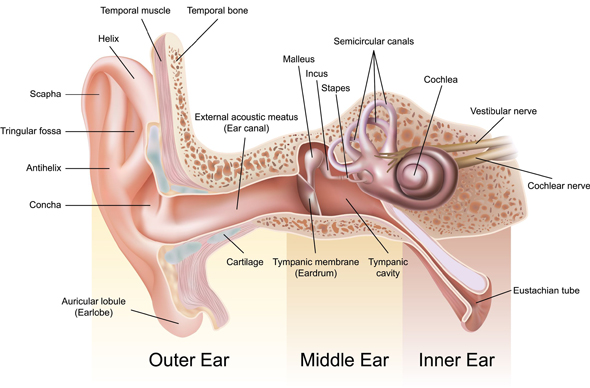 Temporal muscle
Temporal bone
Helix
Malleus
Incus
Stapes
Semicircular canals
Cochlea
Scapha
Tringular fossa
External acoustic meatus
(Ear canal)
Vestibular nerve
Antihelix
Cochlear nerve
Concha
Cartilage
Tympanic membrane
(Eardrum)
Tympanic
cavity
Eustachian tube
Auricular lobule
(Earlobe)
Outer Ear
Middle Ear
Inner Ear